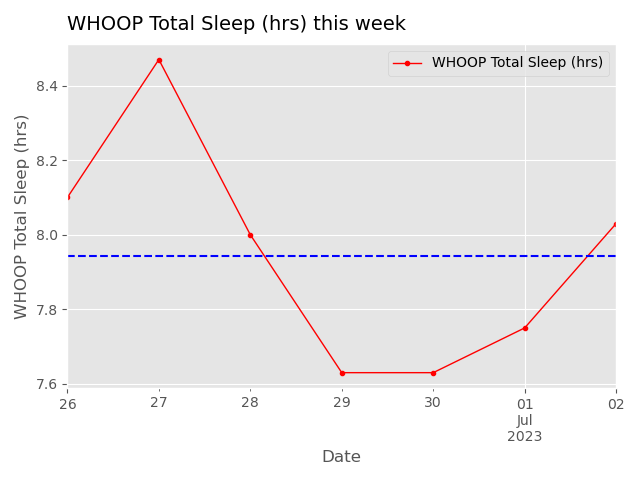 WHOOP Total Sleep (hrs) this week
WHOOP Total Sleep (hrs)
WHOOP Total Sleep (hrs)
8.4
8.2
8.0
7.8
7.6
26 27 28 29 30 01 02
Jul
2023
Date